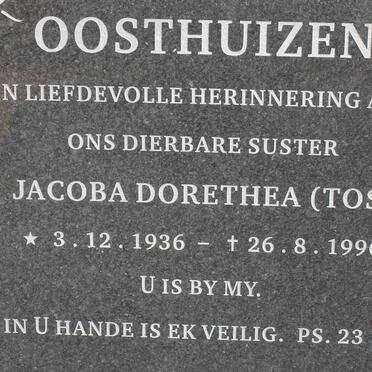 OOSTHUIZEN
N LIEFDEVOLLE HERINNERING A
ONS DIERBARE SUSTER
JACOBA DORETHEA (TOS
★ 3.12.1936 – †26.8.1990
U IS BY MY.
IN U HANDE IS EK VEILIG. PS. 23